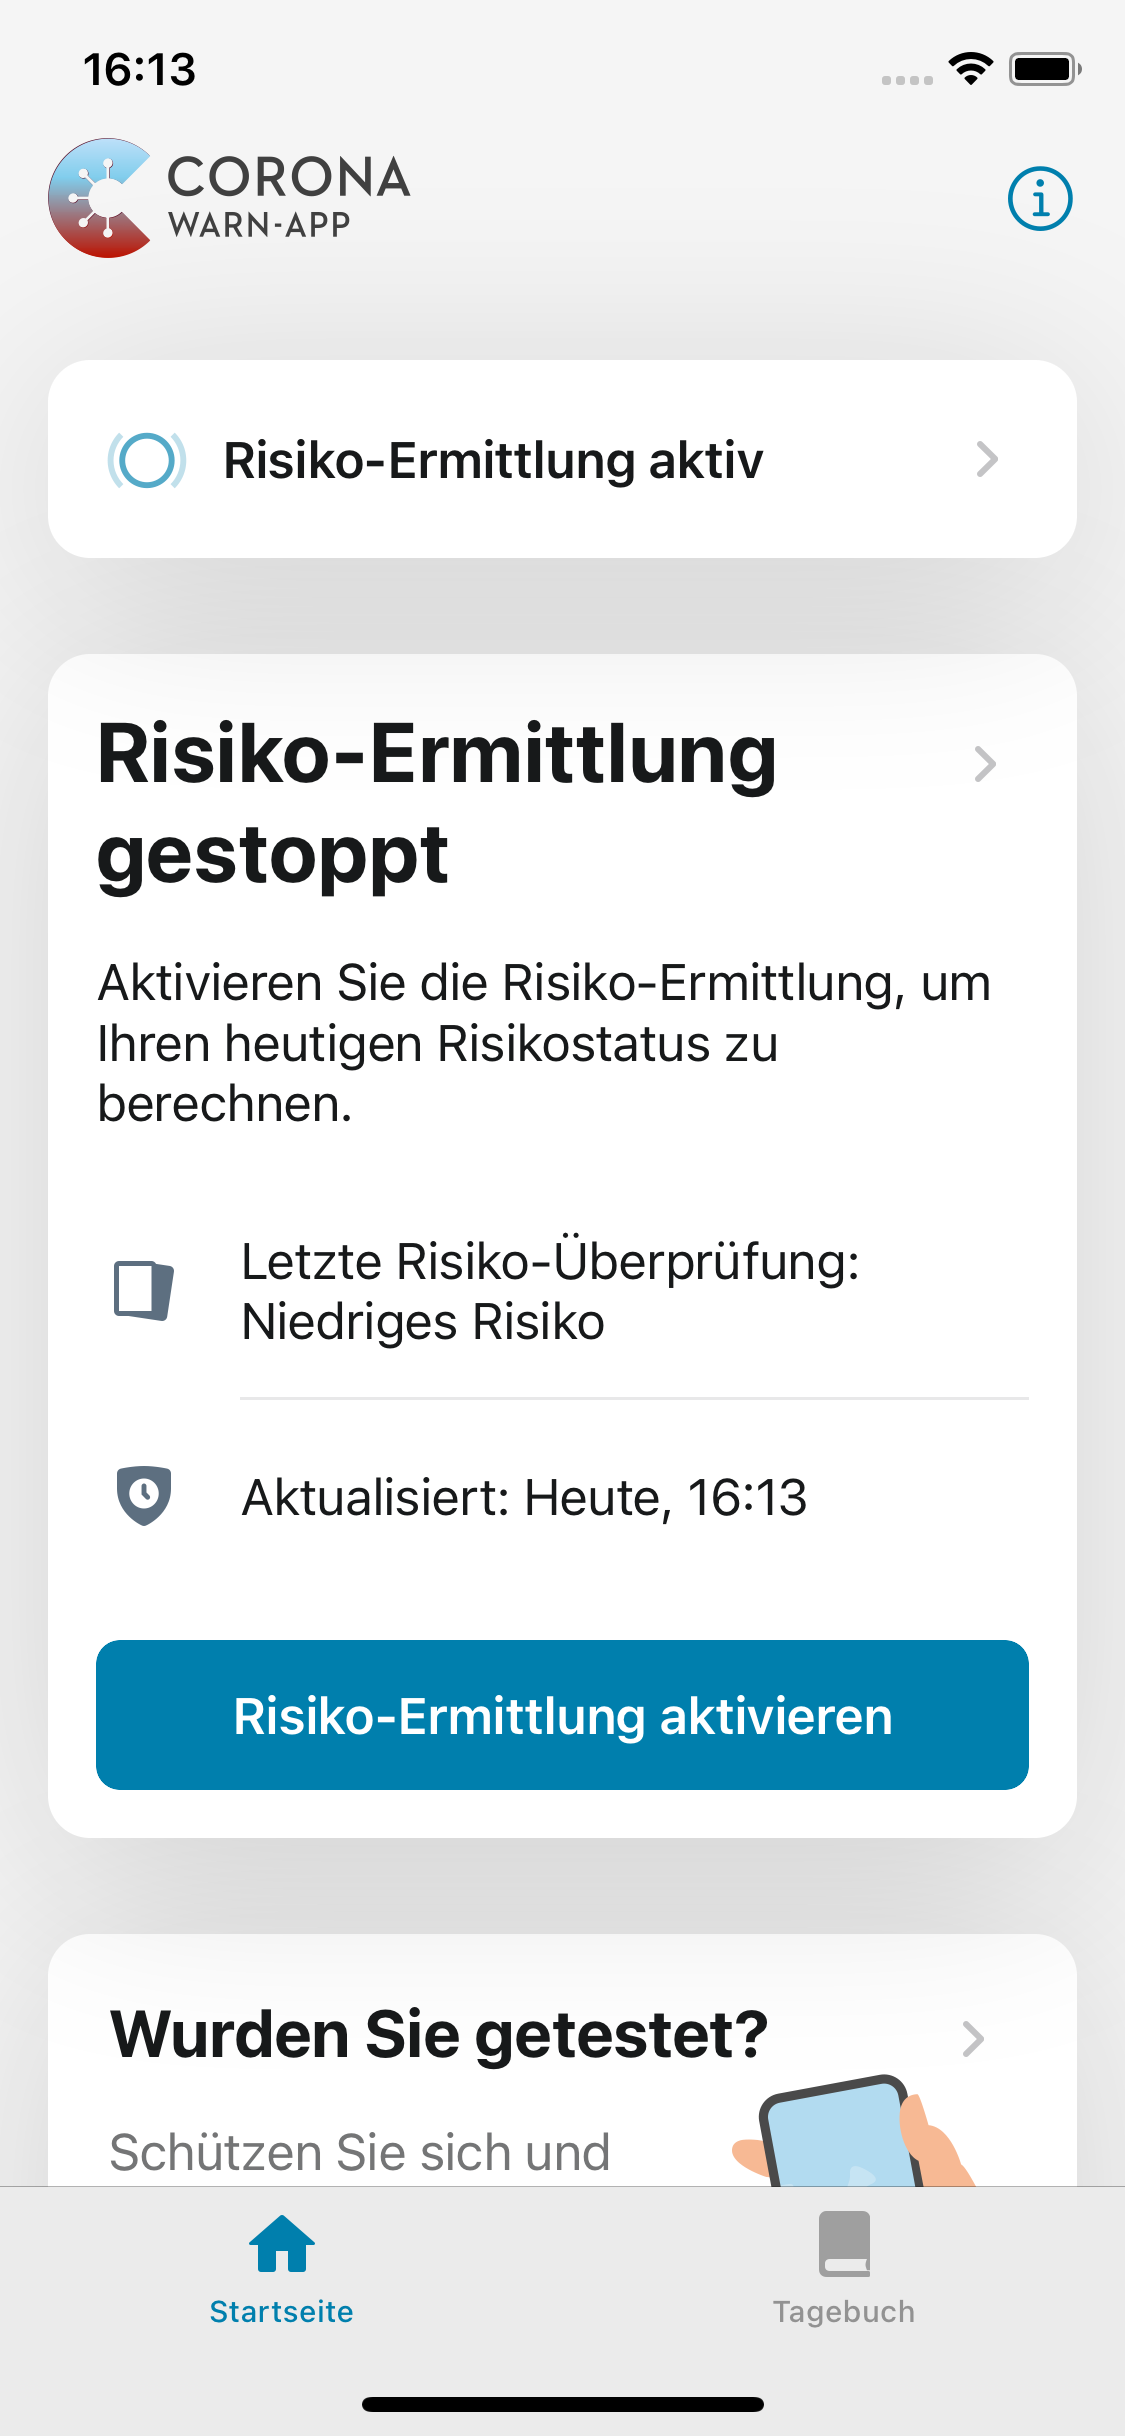 16:13
CORONA
WARN-APP
Risiko-Ermittlung aktiv
Risiko-Ermittlung
gestoppt
Aktivieren Sie die Risiko-Ermittlung, um
Ihren heutigen Risikostatus zu
berechnen.
Letzte Risiko-Überprüfung:
Niedriges Risiko
Aktualisiert: Heute, 16:13
Risiko-Ermittlung aktivieren
Wurden Sie getestet?
Schützen Sie sich und
Startseite
Tagebuch